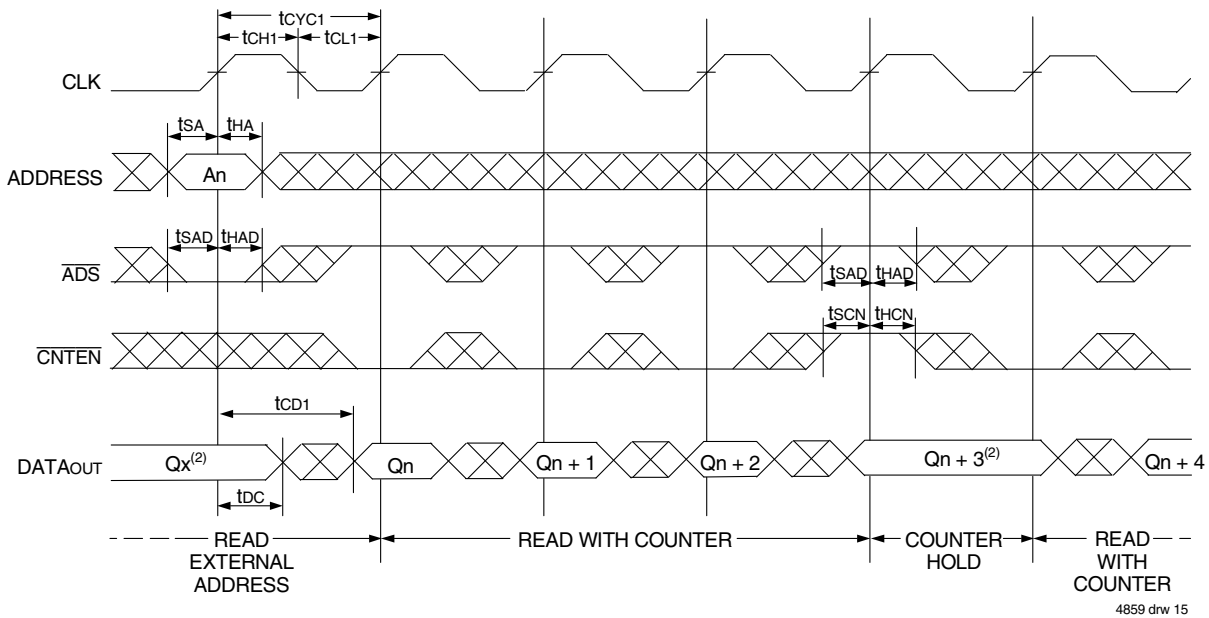 tCYC1
tCH1 tCL1
CLK
tSA tHA
ADDRESS An
tSAD tHAD
ADS
tSAD tHAD
tSCN tHCN
CNTEN
tCD1
DATAOUT Qx(2) Qn Qn + 1 Qn + 2 Qn + 3(2) Qn + 4
tDC
READ EXTERNAL ADDRESS
READ WITH COUNTER
COUNTER HOLD
READ WITH COUNTER
4859 drw 15